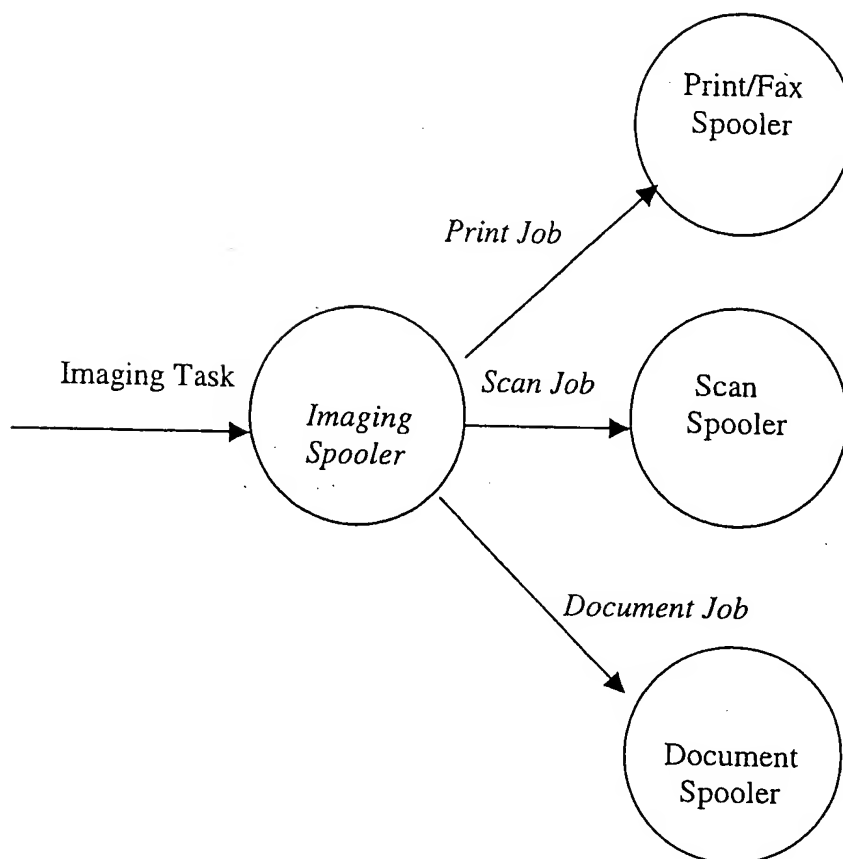 Print/Fax
Spooler
Print Job
Imaging Task
Scan Job
Scan
Spooler
Imaging
Spooler
Document Job
Document
Spooler